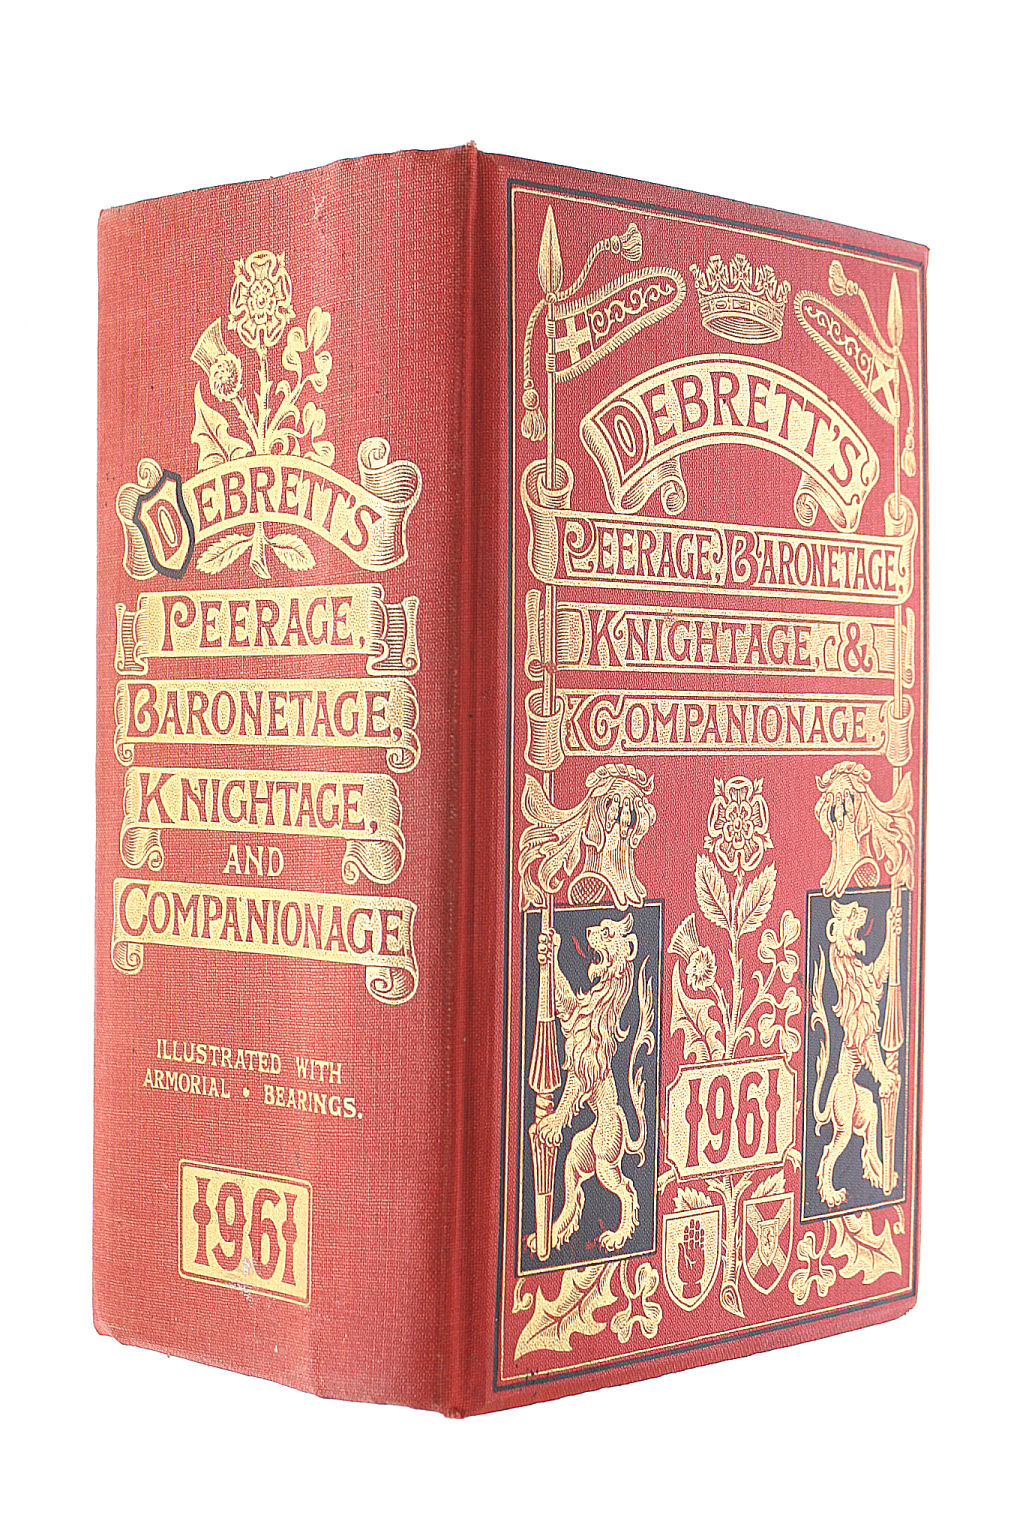 DEBRETT'S
PEERAGE,
BARONETAGE,
KNIGHTAGE,
AND
COMPANIONAGE
ILLUSTRATED WITH
ARMORIAL • BEARINGS.
1961
DEBRETT'S
PEERAGE, BARONETAGE,
KNIGHTAGE, &
COMPANIONAGE.
1961